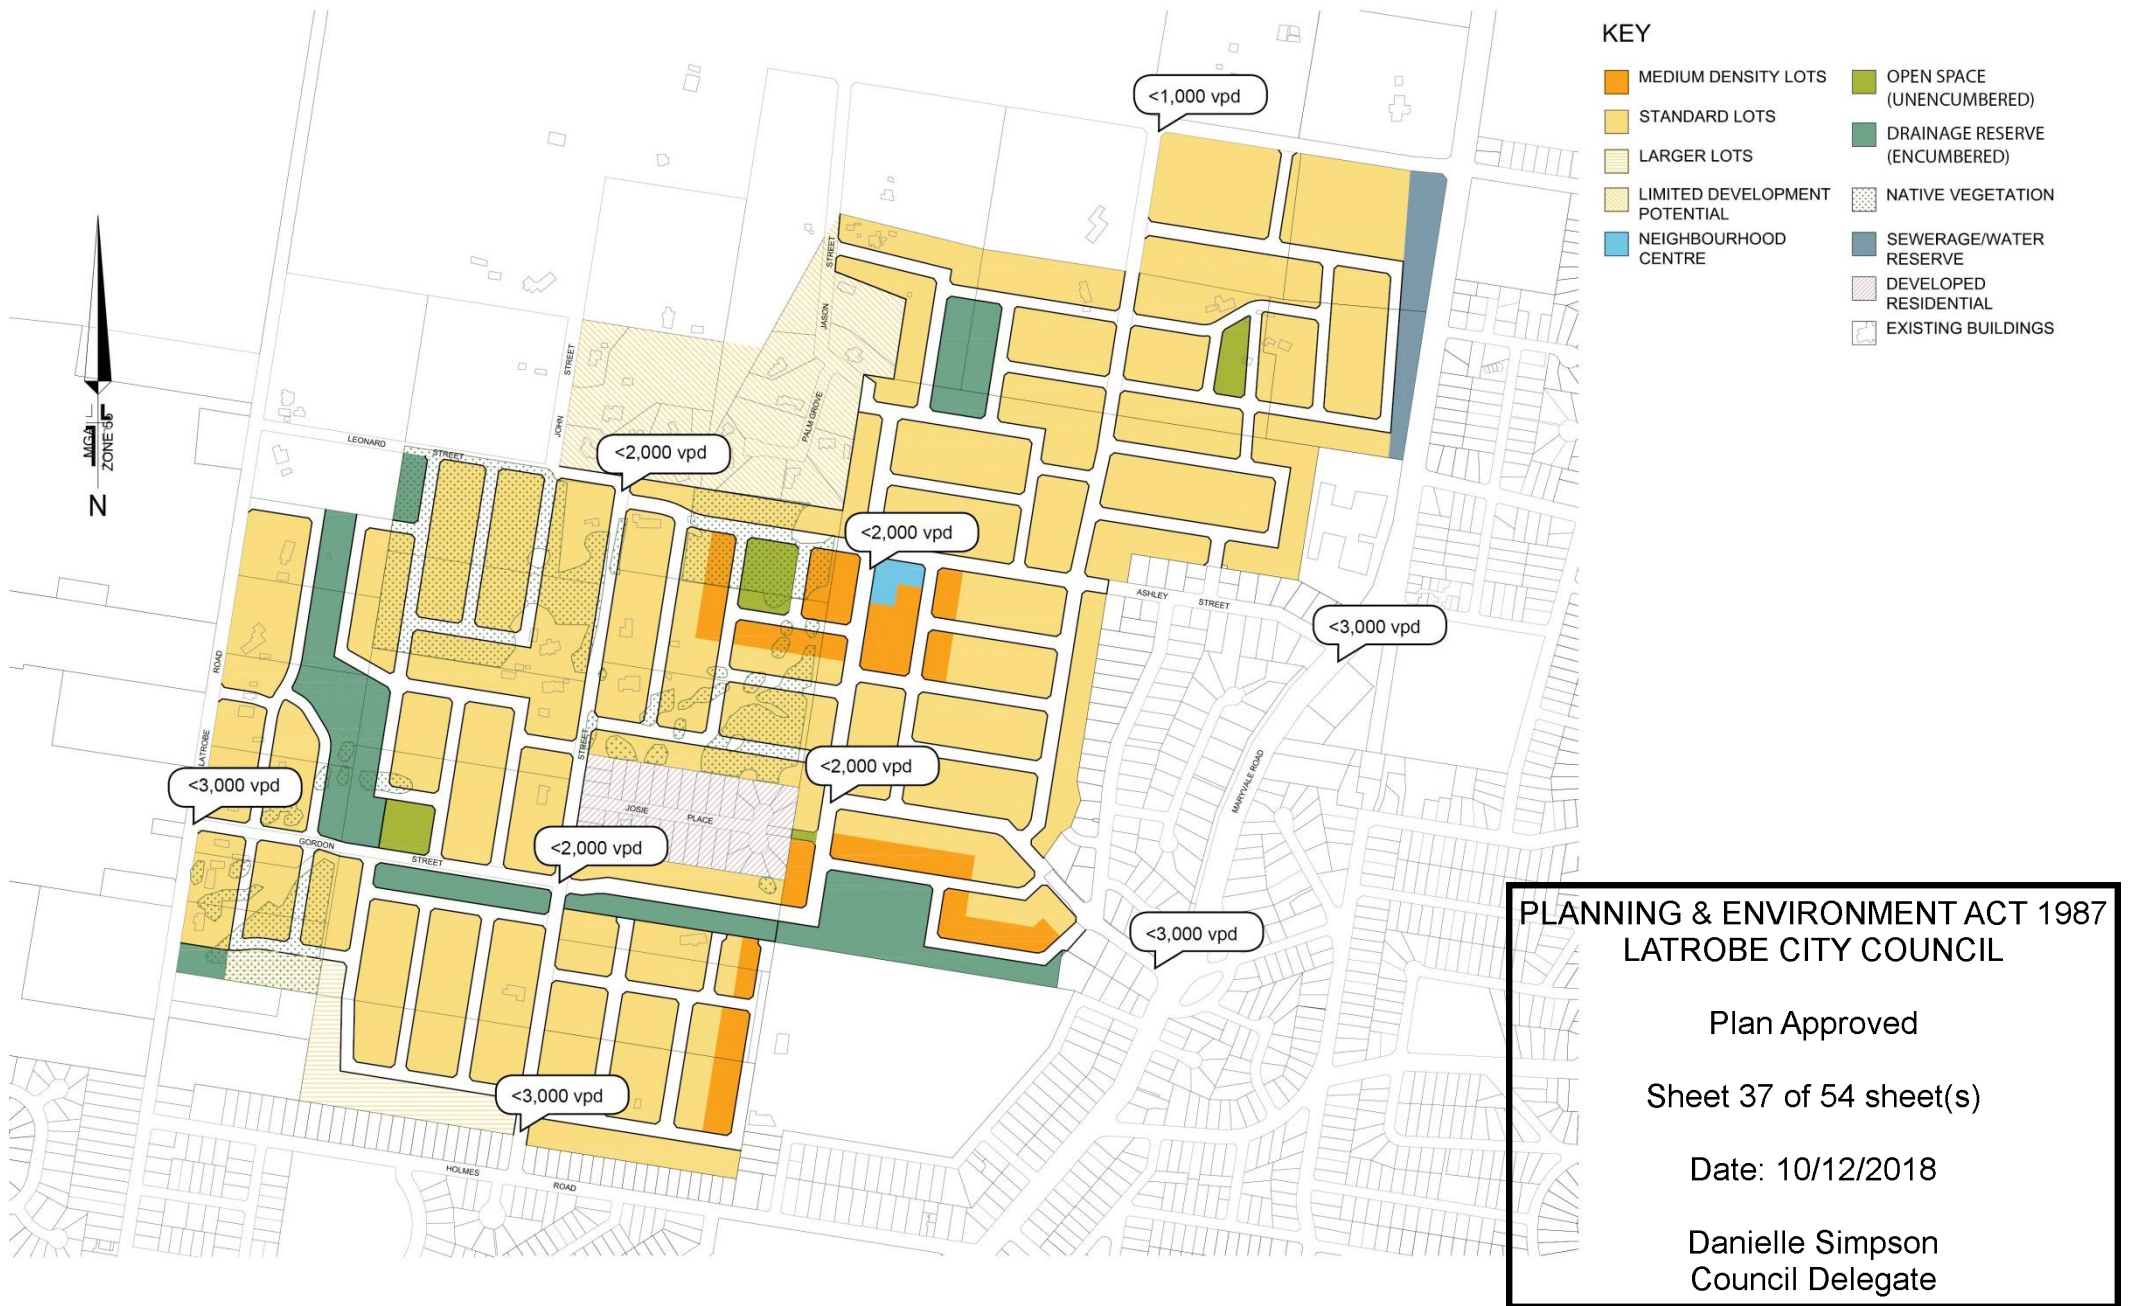 KEY
MEDIUM DENSITY LOTS
STANDARD LOTS
LARGER LOTS
LIMITED DEVELOPMENT
POTENTIAL
NEIGHBOURHOOD
CENTRE
OPEN SPACE
(UNENCUMBERED)
DRAINAGE RESERVE
(ENCUMBERED)
NATIVE VEGETATION
SEWERAGE/WATER
RESERVE
DEVELOPED
RESIDENTIAL
EXISTING BUILDINGS
<1,000 vpd
STREET
JASON
STREET
JOHN
PALM GROVE
MGA
ZONE 55
N
LEONARD
STREET
<2,000 vpd
<2,000 vpd
ASHLEY
STREET
<3,000 vpd
ROAD
LATROBE
STREET
<2,000 vpd
MARYVALE ROAD
<3,000 vpd
JOSIE
PLACE
GORDON
STREET
<2,000 vpd
<3,000 vpd
<3,000 vpd
HOLMES
ROAD
PLANNING & ENVIRONMENT ACT 1987
LATROBE CITY COUNCIL
Plan Approved
Sheet 37 of 54 sheet(s)
Date: 10/12/2018
Danielle Simpson
Council Delegate